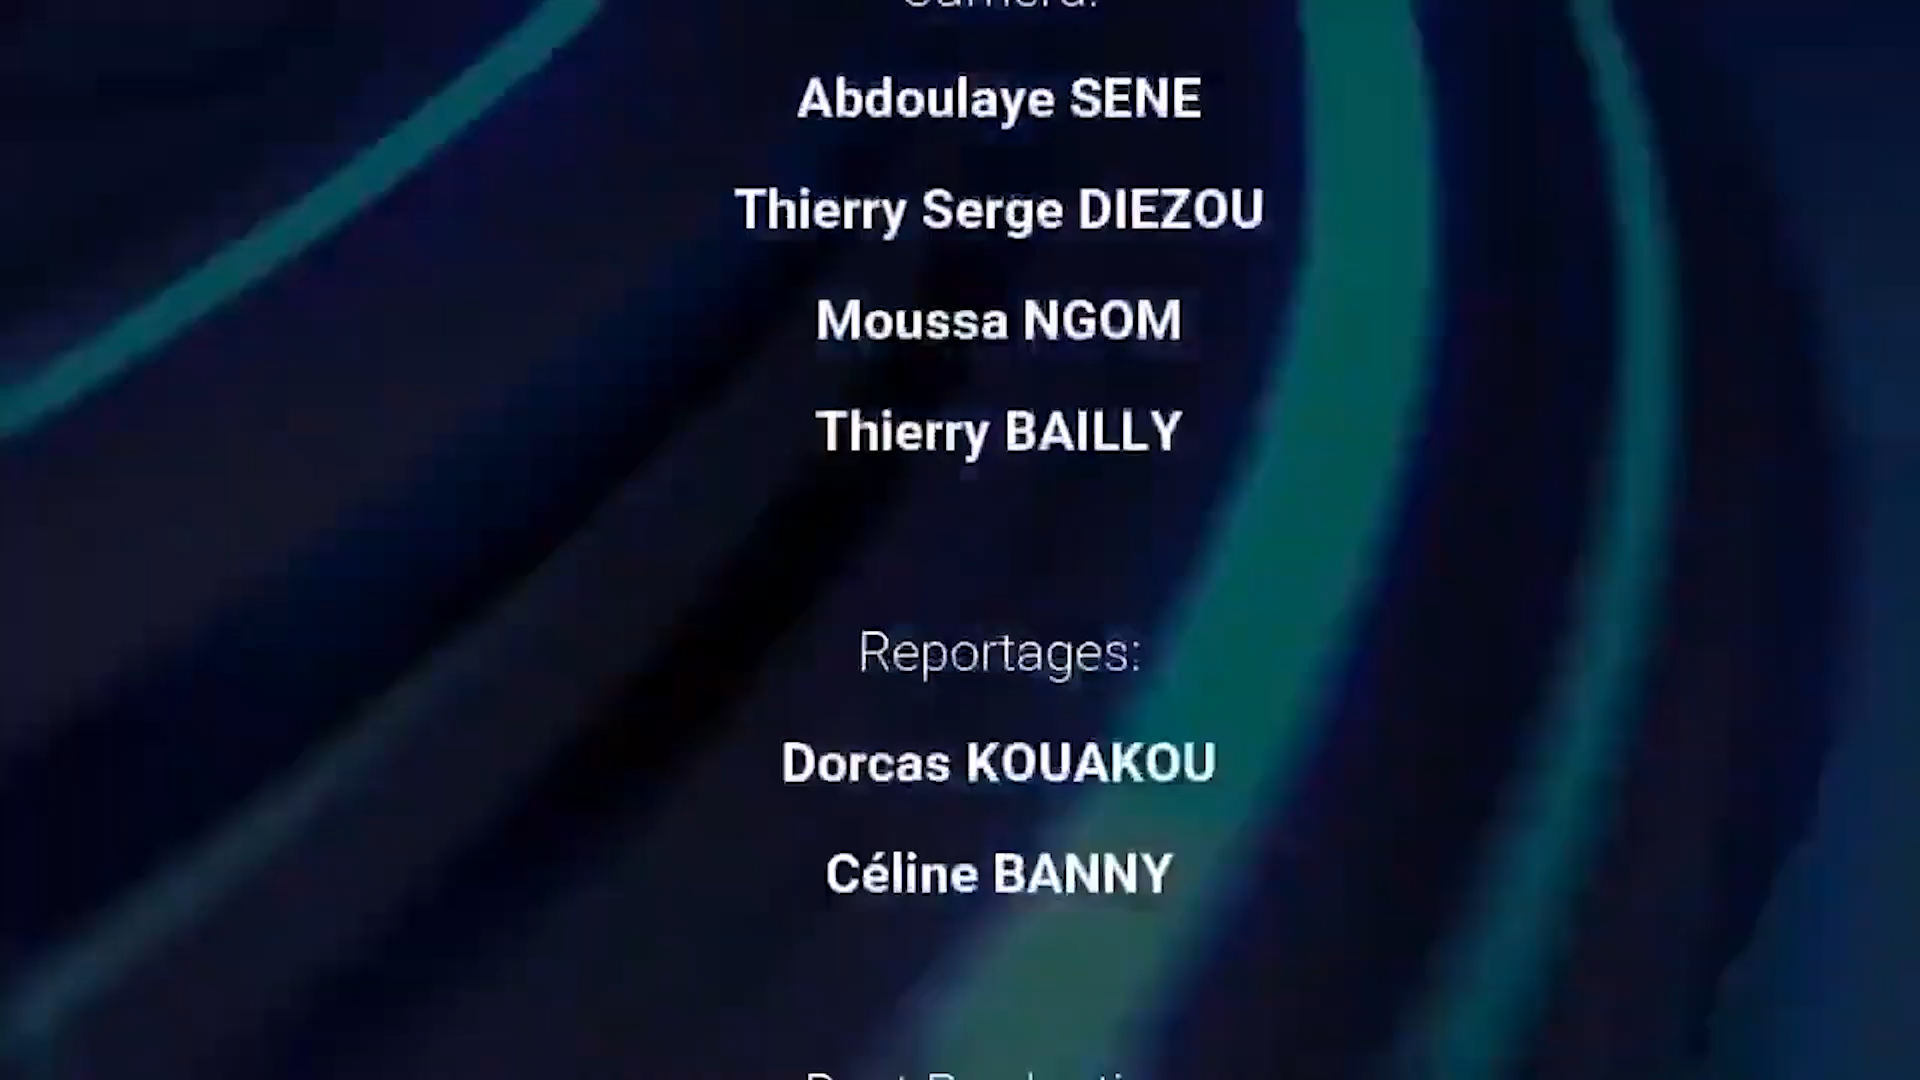 Abdoulaye SENE
Thierry Serge DIEZOU
Moussa NGOM
Thierry BAILLY
Reportages:
Dorcas KOUAKOU
Céline BANNY